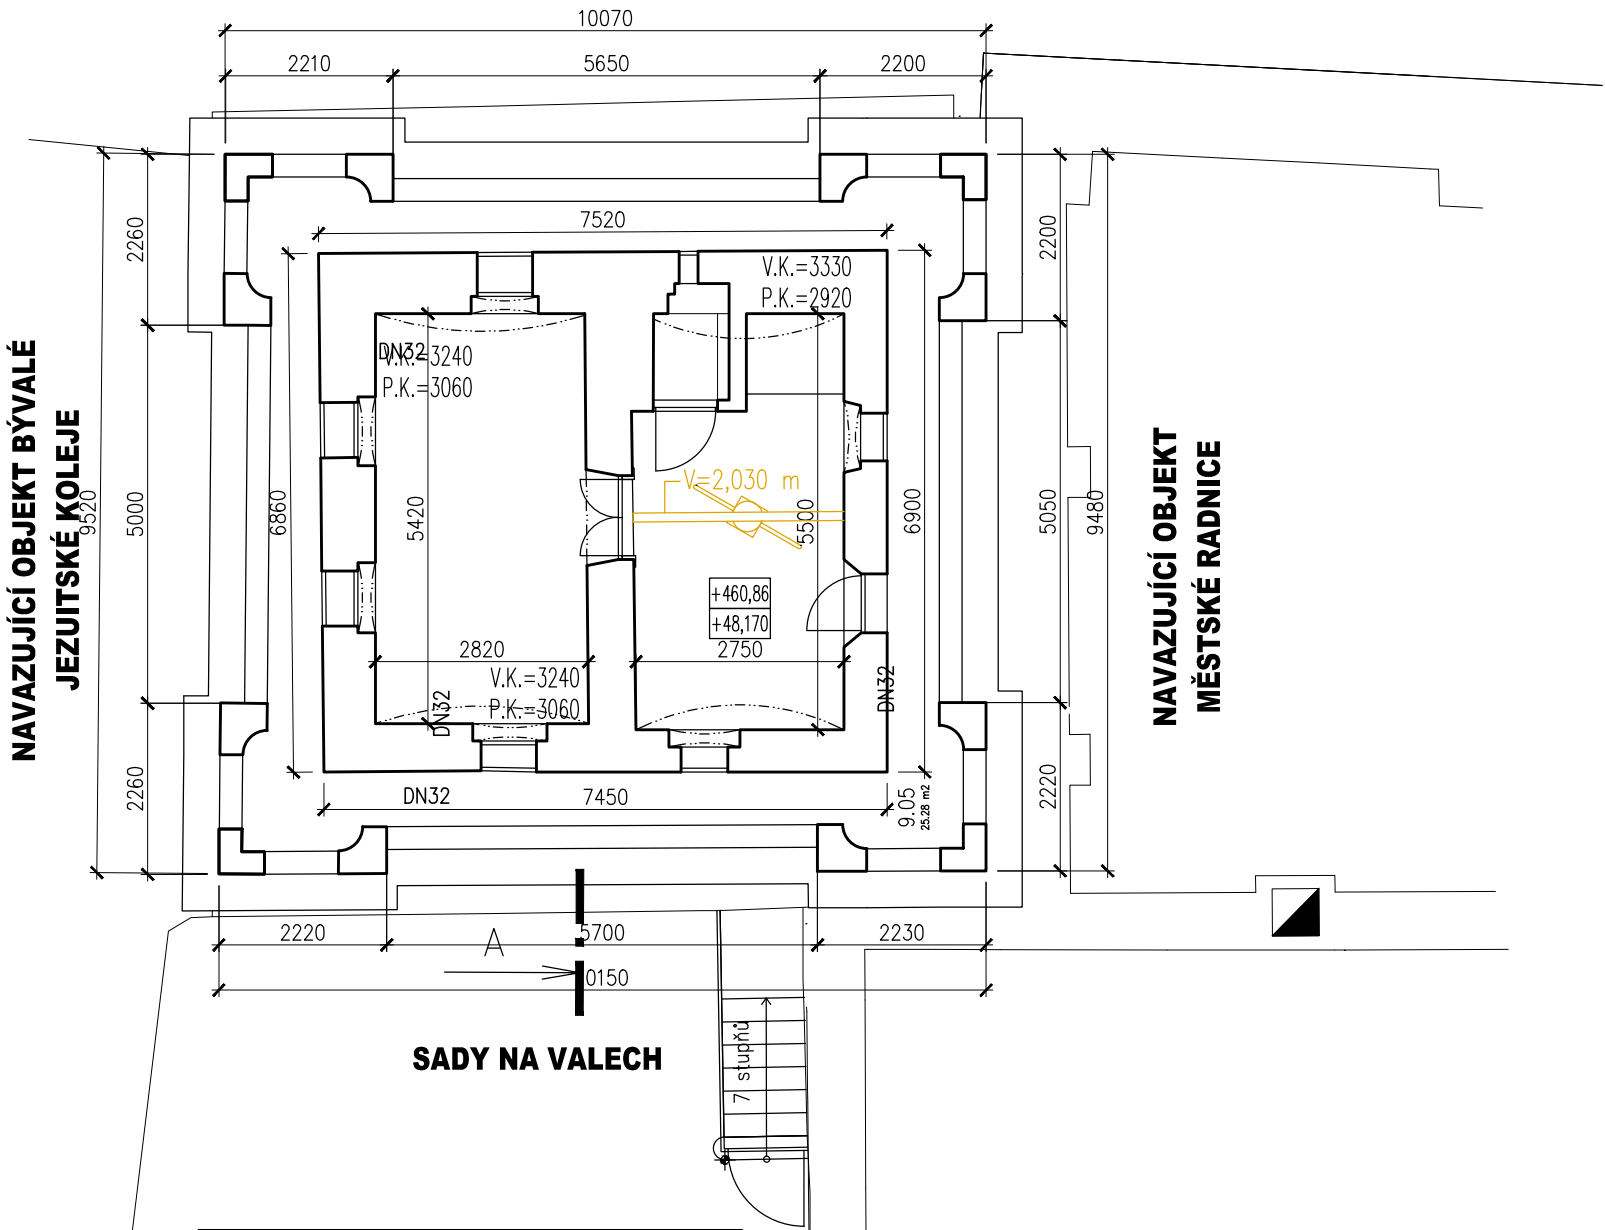 10070
2210
5650
2200
7520
V.K.=3330
P.K.=2920
2260
2200
DN32
V.K.=3240
P.K.=3060
NAVAZUJÍCÍ OBJEKT BÝVALÉ
JEZUITSKÉ KOLEJE
9520
5000
6860
5420
V=2,030 m
5500
6900
5050
9480
NAVAZUJÍCÍ OBJEKT
MĚSTSKÉ RADNICE
+460,86
+48,170
2820
2750
V.K.=3240
P.K.=3060
DN32
DN32
2260
DN32
7450
9.05
25.28 m2
2220
2220
A
5700
2230
0150
SADY NA VALECH
7 stupňů